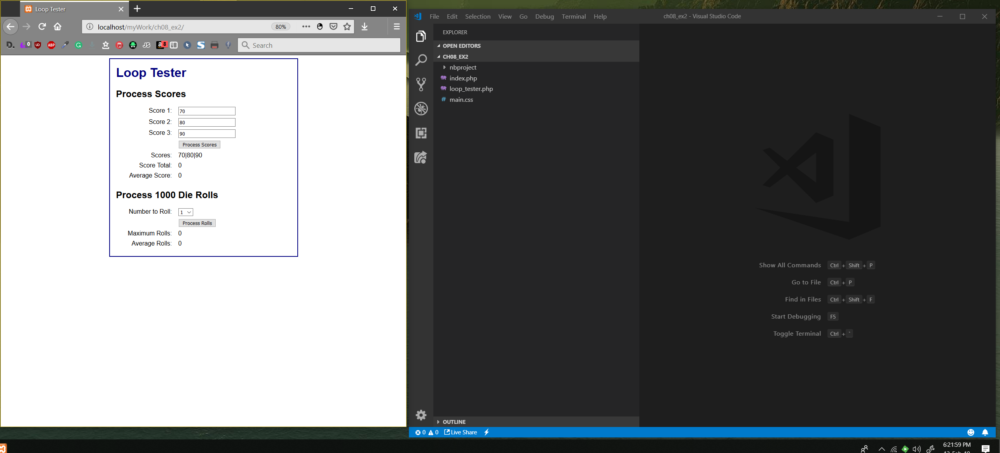 Loop Tester
localhost/myWork/ch08_ex2/
80%
D.
0
ABP
G
JS
a 8
S
f
Search
Loop Tester
Process Scores
Score 1: 70
Score 2: 80
Score 3: 90
Process Scores
Scores: 70|80|90
Score Total: 0
Average Score: 0
Process 1000 Die Rolls
Number to Roll: 1
Process Rolls
Maximum Rolls: 0
Average Rolls: 0
File Edit Selection View Go Debug Terminal Help
ch08_ex2 - Visual Studio Code
EXPLORER
OPEN EDITORS
CH08_EX2
nbproject
index.php
loop_tester.php
# main.css
Show All Commands Ctrl + Shift + P
Go to File Ctrl + P
Find in Files Ctrl + Shift + F
Start Debugging F5
Toggle Terminal Ctrl + `
OUTLINE
0 0 Live Share
6:21:59 PM